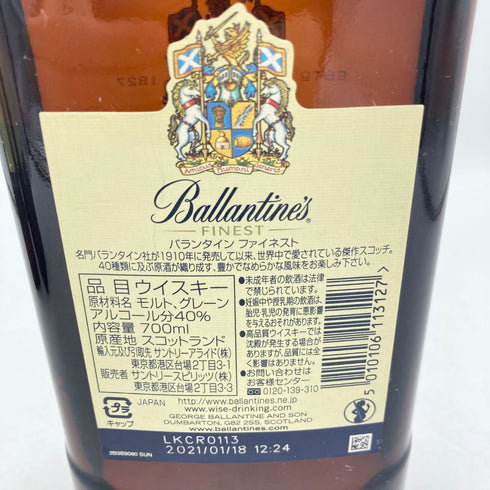 AMICUS HUMANI GENERIS
Ballantine's®
FINEST
バランタイン ファイネスト
名門バランタイン社が1910年に発売して以来、世界中で愛されている傑作スコッチ。
40種類に及ぶ原酒が織り成す、豊かでなめらかな風味をお楽しみください。
品目 ウイスキー
原材料名 モルト、グレーン
アルコール分40%
内容量 700ml
原産地 スコットランド
輸入元及び引取先 サントリーアライド(株)
東京都港区台場2丁目3-1
販売者 サントリースピリッツ(株)
東京都港区台場2丁目3-3
●未成年者の飲酒は法律
で禁じられています。
●妊娠中や授乳期の飲酒は、
胎児・乳児の発育に悪影響
を与えるおそれがあります。
●高品質ウイスキーでは
沈殿が発生する場合が
ありますが、品質には
問題ありません。
●お問い合わせは
お客様センター
0120-139-310
5010106113127
プラ
キャップ
JAPAN
http://www.ballantines.ne.jp
www.wise-drinking.com
GEORGE BALLANTINE AND SON
DUMBARTON, G82 2SS, SCOTLAND
LKCR0113
2021/01/18 12:24
2B3B9080 SUN
1827